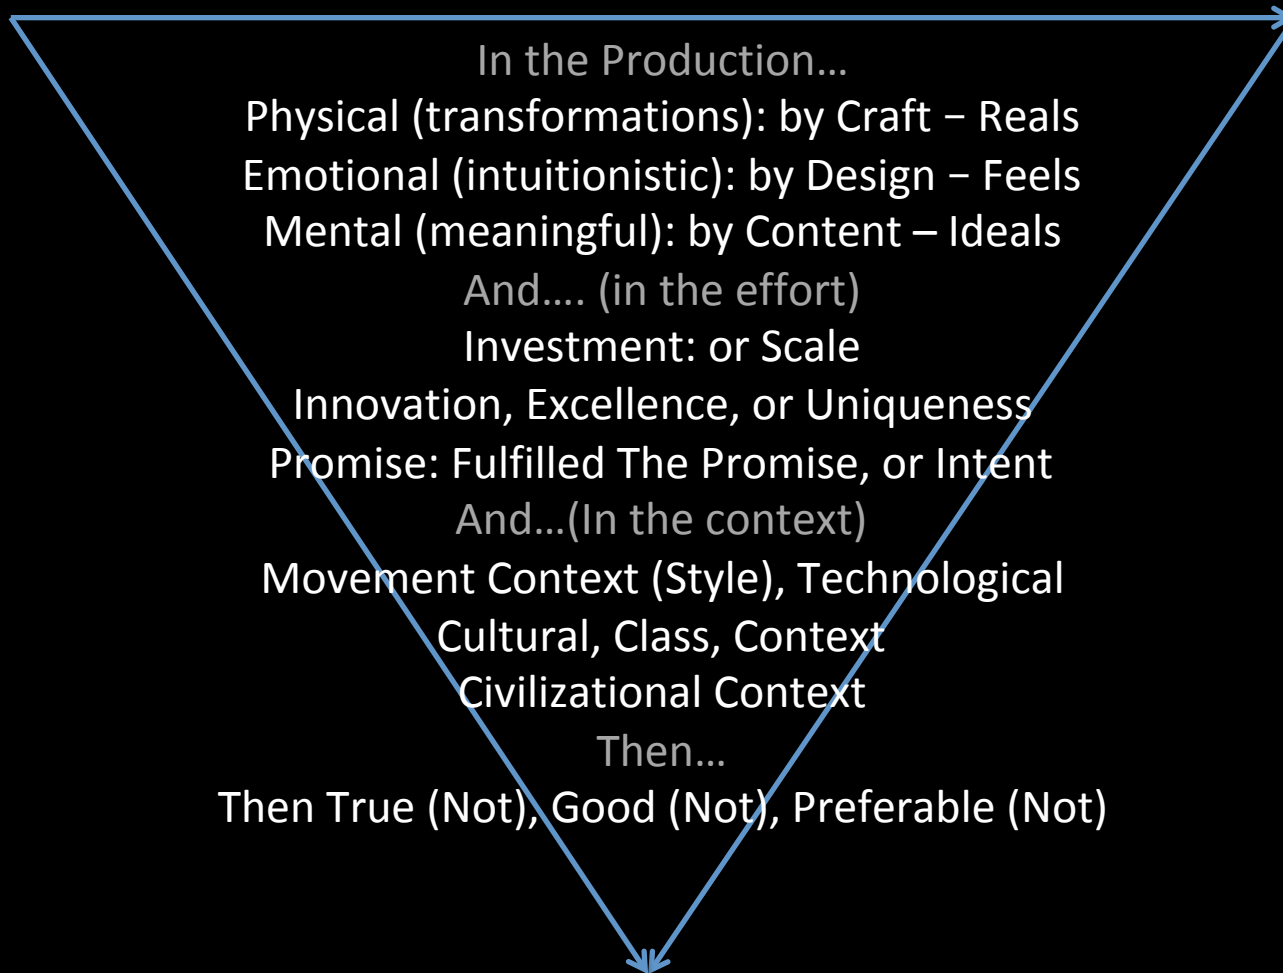 In the Production…
Physical (transformations): by Craft – Reals
Emotional (intuitionistic): by Design – Feels
Mental (meaningful): by Content – Ideals
And…. (in the effort)
Investment: or Scale
Innovation, Excellence, or Uniqueness
Promise: Fulfilled The Promise, or Intent
And…(In the context)
Movement Context (Style), Technological
Cultural, Class, Context
Civilizational Context
Then…
Then True (Not), Good (Not), Preferable (Not)